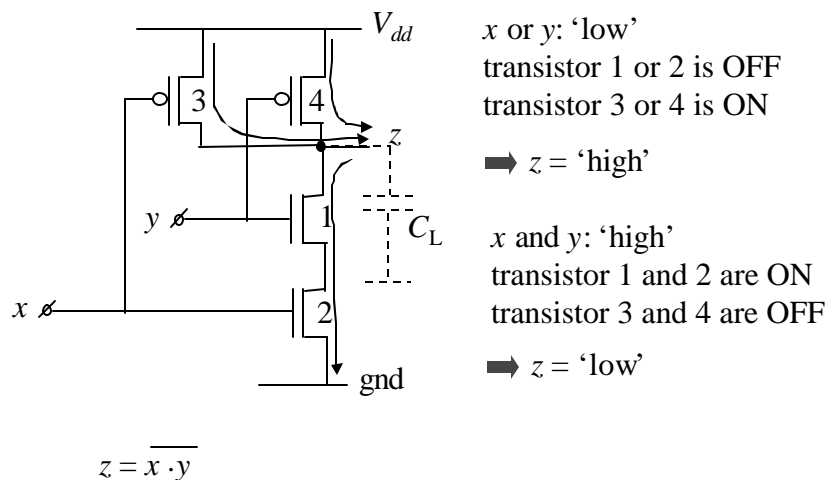 V_dd
x or y: ‘low’
transistor 1 or 2 is OFF
transistor 3 or 4 is ON
3
4
z
➡ z = ‘high’
y
1
C_L
x and y: ‘high’
transistor 1 and 2 are ON
transistor 3 and 4 are OFF
x
2
gnd
➡ z = ‘low’
z = \overline{x · y}